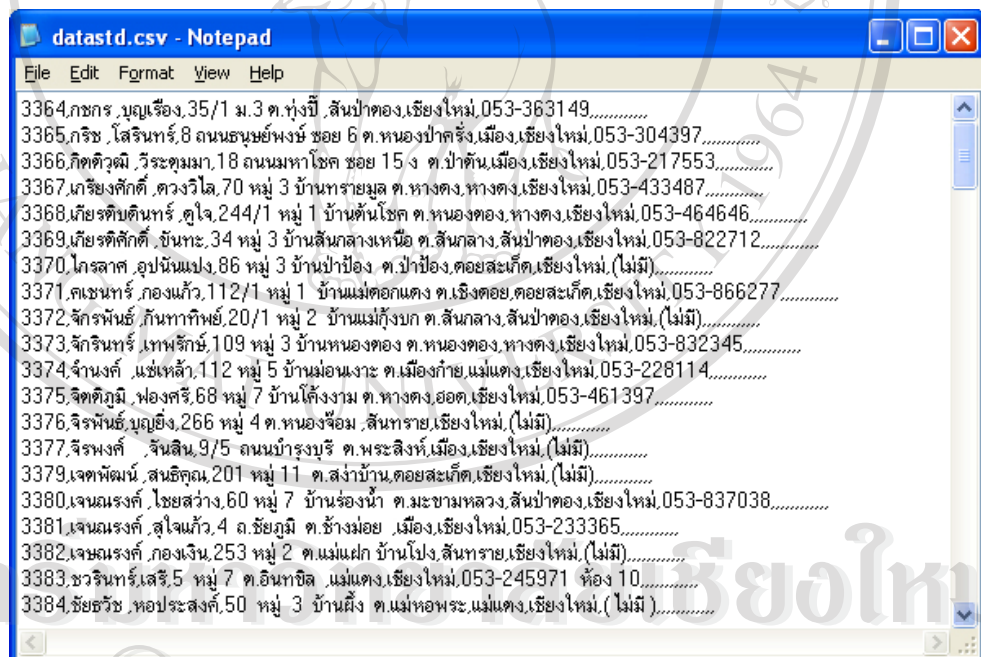 datastd.csv - Notepad
File Edit Format View Help
3364,กชกร ,บุญเรือง,35/1 ม.3 ต.ทุ่งปี้ ,สันป่าตอง,เชียงใหม่,053-363149,,,,,,,,,,,,
3365,กริช ,โสรินทร์,8 ถนนธนุษย์พงษ์ ซอย 6 ต.หนองป่าครั่ง,เมือง,เชียงใหม่,053-304397,,,,,,,,,,,,
3366,กิตติวุฒิ ,วีระตุมมา,18 ถนนมหาโชค ซอย 15 ง ต.ป่าตัน,เมือง,เชียงใหม่,053-217553,,,,,,,,,,,,
3367,เกรียงศักดิ์ ,ดวงวิไล,70 หมู่ 3 บ้านทรายมูล ต.หางดง,หางดง,เชียงใหม่,053-433487,,,,,,,,,,,,
3368,เกียรติบดินทร์ ,ดูใจ,244/1 หมู่ 1 บ้านต้นโชค ต.หนองตอง,หางดง,เชียงใหม่,053-464646,,,,,,,,,,,,
3369,เกียรติศักดิ์ ,ขันทะ,34 หมู่ 3 บ้านสันกลางเหนือ ต.สันกลาง,สันป่าตอง,เชียงใหม่,053-822712,,,,,,,,,,,,
3370,ไกรลาศ ,อุปนันแปง,86 หมู่ 3 บ้านป่าป้อง ต.ป่าป้อง,ดอยสะเก็ด,เชียงใหม่,(ไม่มี),,,,,,,,,,,,
3371,คเชนทร์ ,กองแก้ว,112/1 หมู่ 1 บ้านแม่ดอกแดง ต.เชิงดอย,ดอยสะเก็ด,เชียงใหม่,053-866277,,,,,,,,,,,,
3372,จักรพันธ์ ,กันทาทิพย์,20/1 หมู่ 2 บ้านแม่กุ้งบก ต.สันกลาง,สันป่าตอง,เชียงใหม่,(ไม่มี),,,,,,,,,,,,
3373,จักรินทร์ ,เทพรักษ์,109 หมู่ 3 บ้านหนองตอง ต.หนองตอง,หางดง,เชียงใหม่,053-832345,,,,,,,,,,,,
3374,จำนงค์ ,แซ่เหล้า,112 หมู่ 5 บ้านม่อนเงาะ ต.เมืองก๋าย,แม่แตง,เชียงใหม่,053-228114,,,,,,,,,,,,
3375,จิตติภูมิ ,ฟองศรี,68 หมู่ 7 บ้านโค้งงาม ต.หางดง,ฮอด,เชียงใหม่,053-461397,,,,,,,,,,,,
3376,จิรพันธ์,บุญยิ่ง,266 หมู่ 4 ต.หนองจ๊อม ,สันทราย,เชียงใหม่,(ไม่มี),,,,,,,,,,,,
3377,จีรพงค์ ,จันสิน,9/5 ถนนบำรุงบุรี ต.พระสิงห์,เมือง,เชียงใหม่,(ไม่มี),,,,,,,,,,,,
3379,เจตพัฒน์ ,สนธิคุณ,201 หมู่ 11 ต.สง่าบ้าน,ดอยสะเก็ด,เชียงใหม่,(ไม่มี),,,,,,,,,,,,
3380,เจนณรงค์ ,ไชยสว่าง,60 หมู่ 7 บ้านร่องน้ำ ต.มะขามหลวง,สันป่าตอง,เชียงใหม่,053-837038,,,,,,,,,,,,
3381,เจนณรงค์ ,สุใจแก้ว,4 ถ.ชัยภูมิ ต.ช้างม่อย ,เมือง,เชียงใหม่,053-233365,,,,,,,,,,,,
3382,เจษณรงค์ ,กองเงิน,253 หมู่ 2 ต.แม่แฝก บ้านโปง,สันทราย,เชียงใหม่,(ไม่มี),,,,,,,,,,,,
3383,ชวรินทร์,เสรี,5 หมู่ 7 ต.อินทขิล ,แม่แตง,เชียงใหม่,053-245971 ห้อง 10,,,,,,,,,,,,
3384,ชัยธวัช ,หอประสงค์,50 หมู่ 3 บ้านผึ้ง ต.แม่หอพระ,แม่แตง,เชียงใหม่,( ไม่มี ),,,,,,,,,,,,